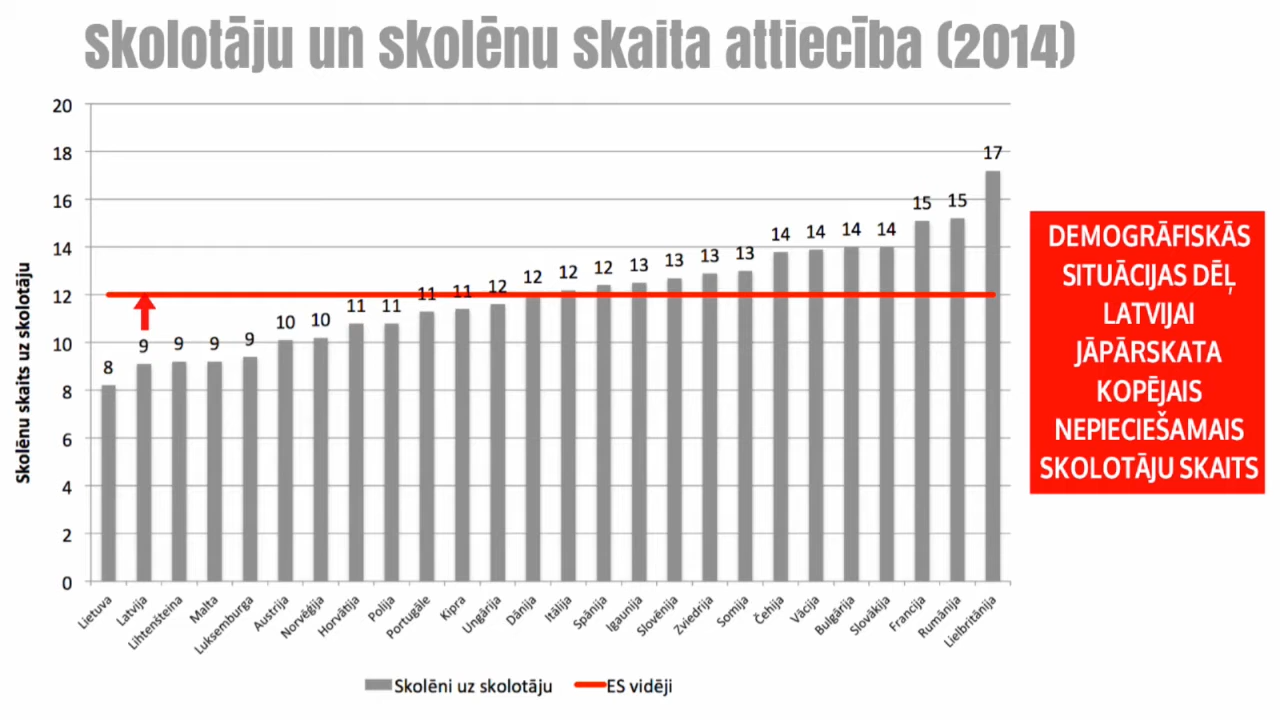 Skolotāju un skolēnu skaita attiecība (2014)
20
18
16
14
12
10
8
6
4
2
0
Skolēnu skaits uz skolotāju
8
9
9
9
9
10
10
11
11
11
11
12
12
12
12
13
13
13
13
14
14
14
14
15
15
17
Lietuva
Latvija
Lihtenšteina
Malta
Luksemburga
Austrija
Norvēģija
Horvātija
Polija
Portugāle
Kipra
Ungārija
Dānija
Itālija
Spānija
Igaunija
Slovēnija
Zviedrija
Somija
Čehija
Vācija
Bulgārija
Slovākija
Francija
Rumānija
Lielbritānija
Skolēni uz skolotāju
ES vidēji
DEMOGRĀFISKĀS
SITUĀCIJAS DĒĻ
LATVIJAI
JĀPĀRSKATA
KOPĒJAIS
NEPIECIEŠAMAIS
SKOLOTĀJU SKAITS